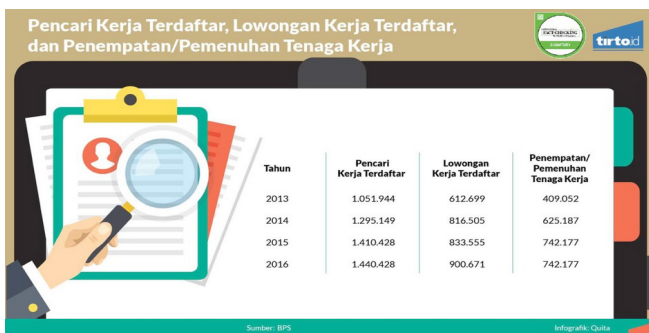 Pencari Kerja Terdaftar, Lowongan Kerja Terdaftar,
dan Penempatan/Pemenuhan Tenaga Kerja
FACT-CHECKING
tirto.id
Tahun Pencari Kerja Terdaftar Lowongan Kerja Terdaftar Penempatan/ Pemenuhan Tenaga Kerja
2013 1.051.944 612.699 409.052
2014 1.295.149 816.505 625.187
2015 1.410.428 833.555 742.177
2016 1.440.428 900.671 742.177
Sumber: BPS
Infografik: Quita